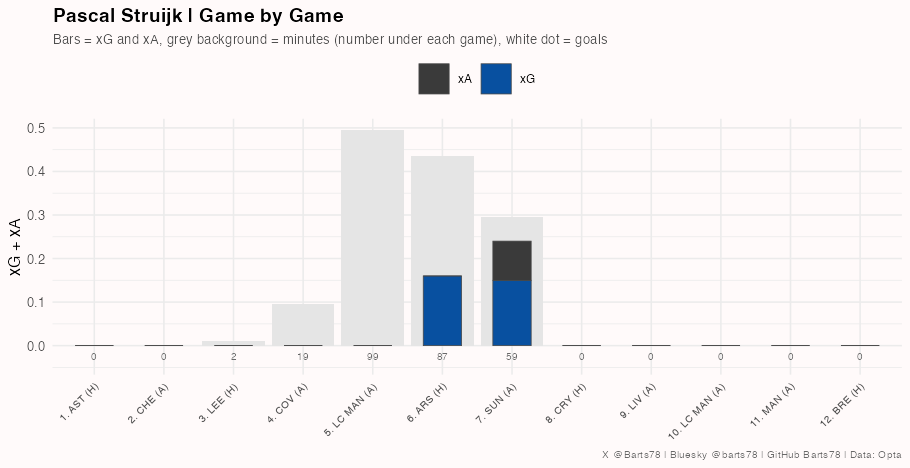 Pascal Struijk | Game by Game
Bars = xG and xA, grey background = minutes (number under each game), white dot = goals
xA xG
xG + xA
0.5
0.4
0.3
0.2
0.1
0.0
0 0 2 19 99 87 59 0 0 0 0 0
1. AST (H) 2. CHE (A) 3. LEE (H) 4. COV (A) 5. LC MAN (A) 6. ARS (H) 7. SUN (A) 8. CRY (H) 9. LIV (A) 10. LC MAN (A) 11. MAN (A) 12. BRE (H)
X @Barts78 | Bluesky @barts78 | GitHub Barts78 | Data: Opta